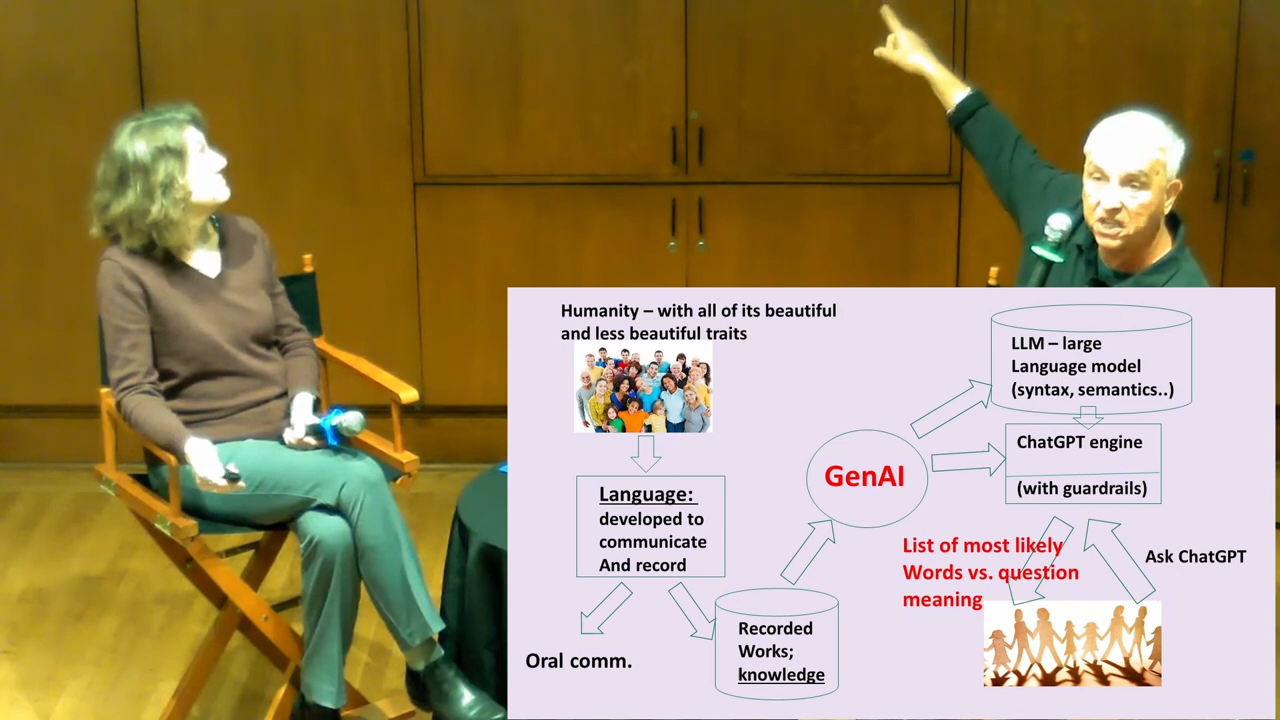 Humanity – with all of its beautiful
and less beautiful traits
Language:
developed to
communicate
And record
Oral comm.
Recorded
Works;
knowledge
GenAI
LLM – large
Language model
(syntax, semantics..)
ChatGPT engine
(with guardrails)
List of most likely
Words vs. question
meaning
Ask ChatGPT